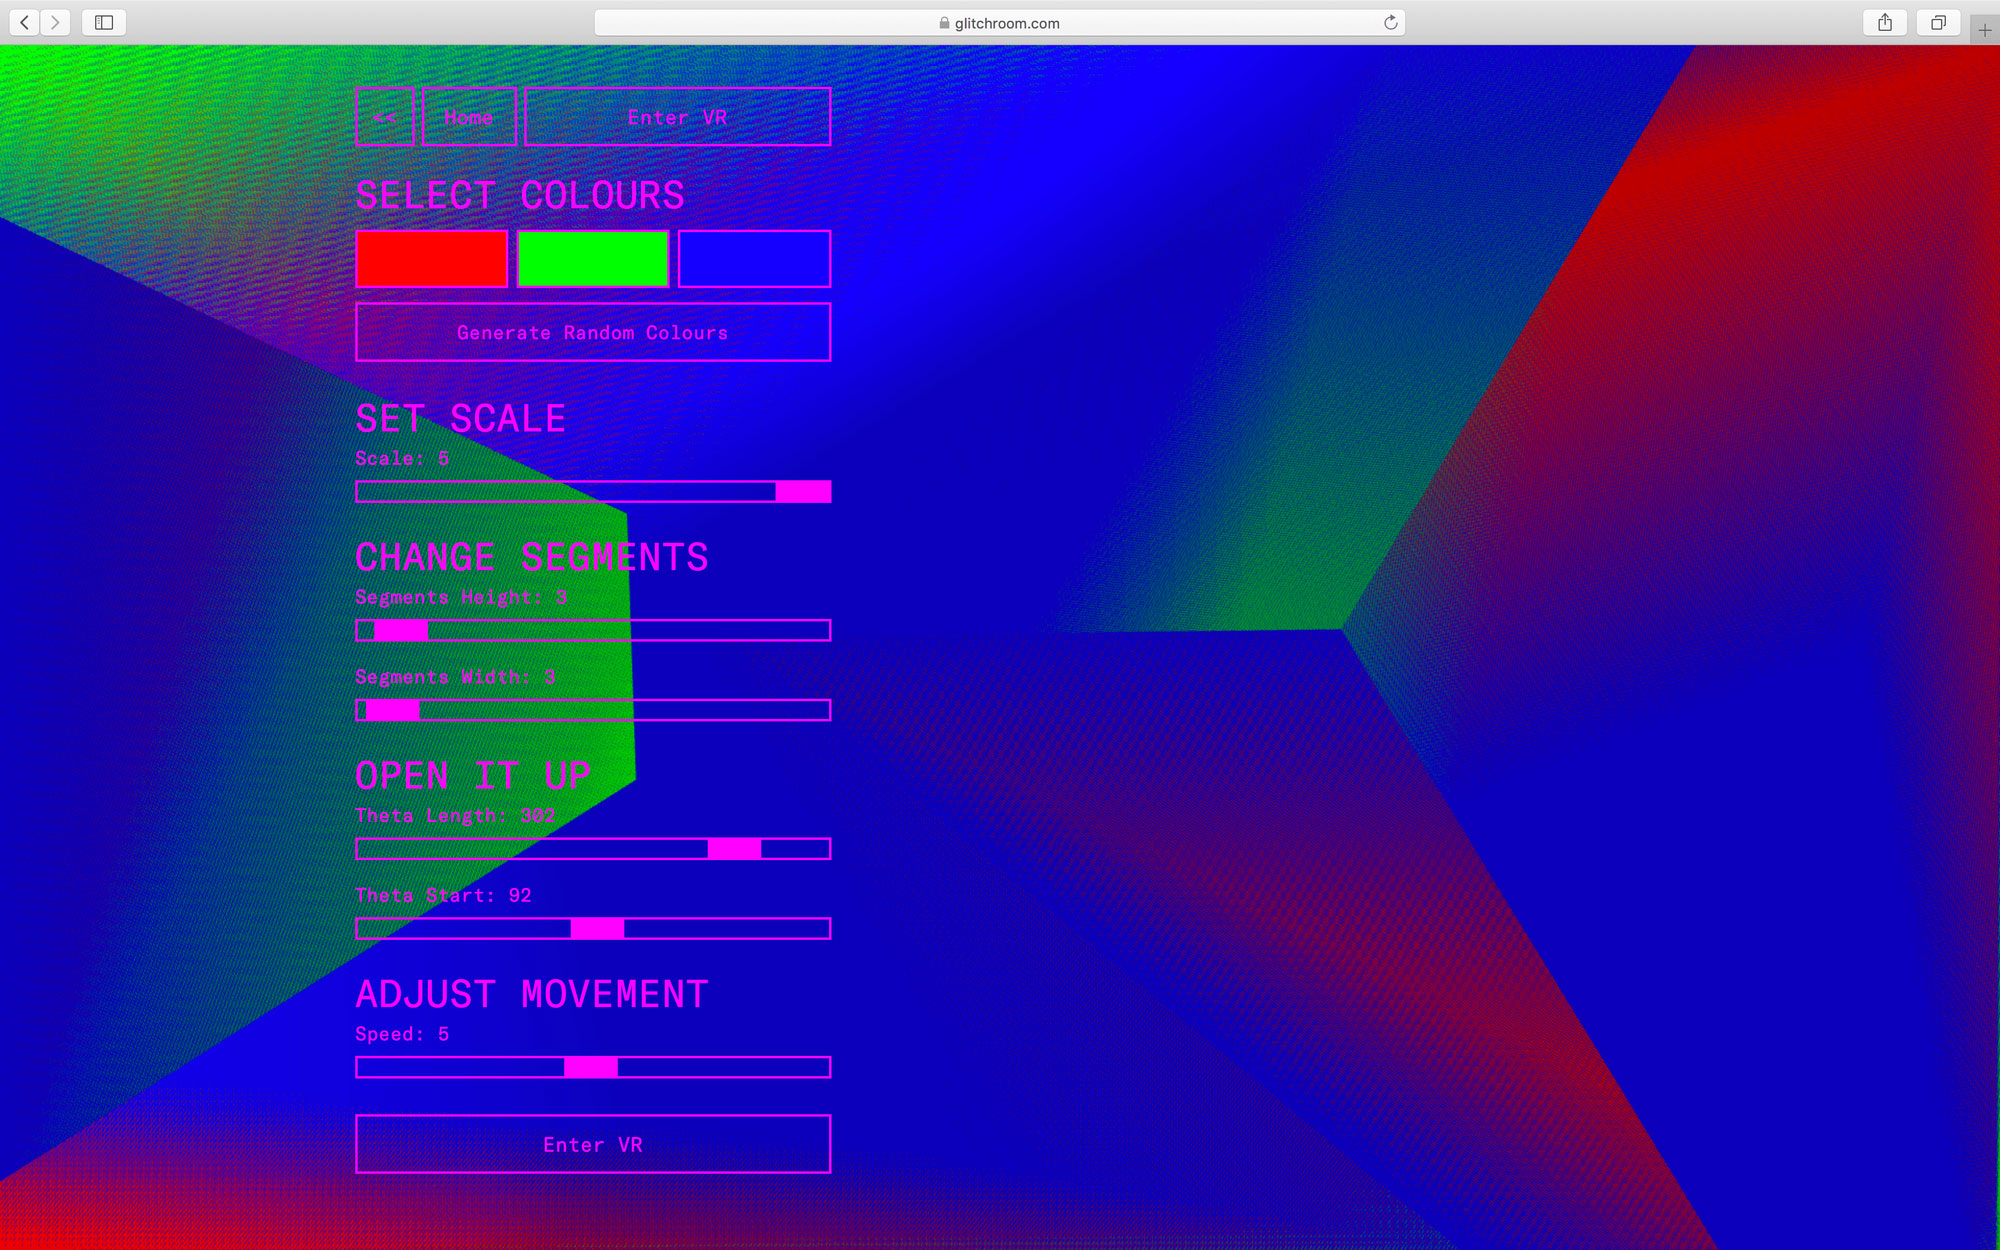 glitchroom.com
<< Home Enter VR
SELECT COLOURS
Generate Random Colours
SET SCALE
Scale: 5
CHANGE SEGMENTS
Segments Height: 3
Segments Width: 3
OPEN IT UP
Theta Length: 302
Theta Start: 92
ADJUST MOVEMENT
Speed: 5
Enter VR